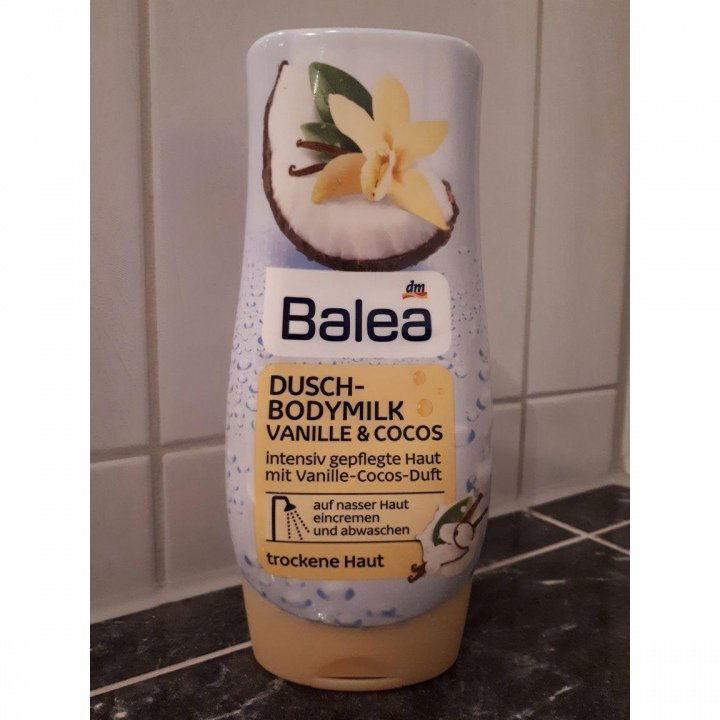 dm
Balea
DUSCH-
BODYMILK
VANILLE & COCOS
intensiv gepflegte Haut
mit Vanille-Cocos-Duft
auf nasser Haut
eincremen
und abwaschen
trockene Haut